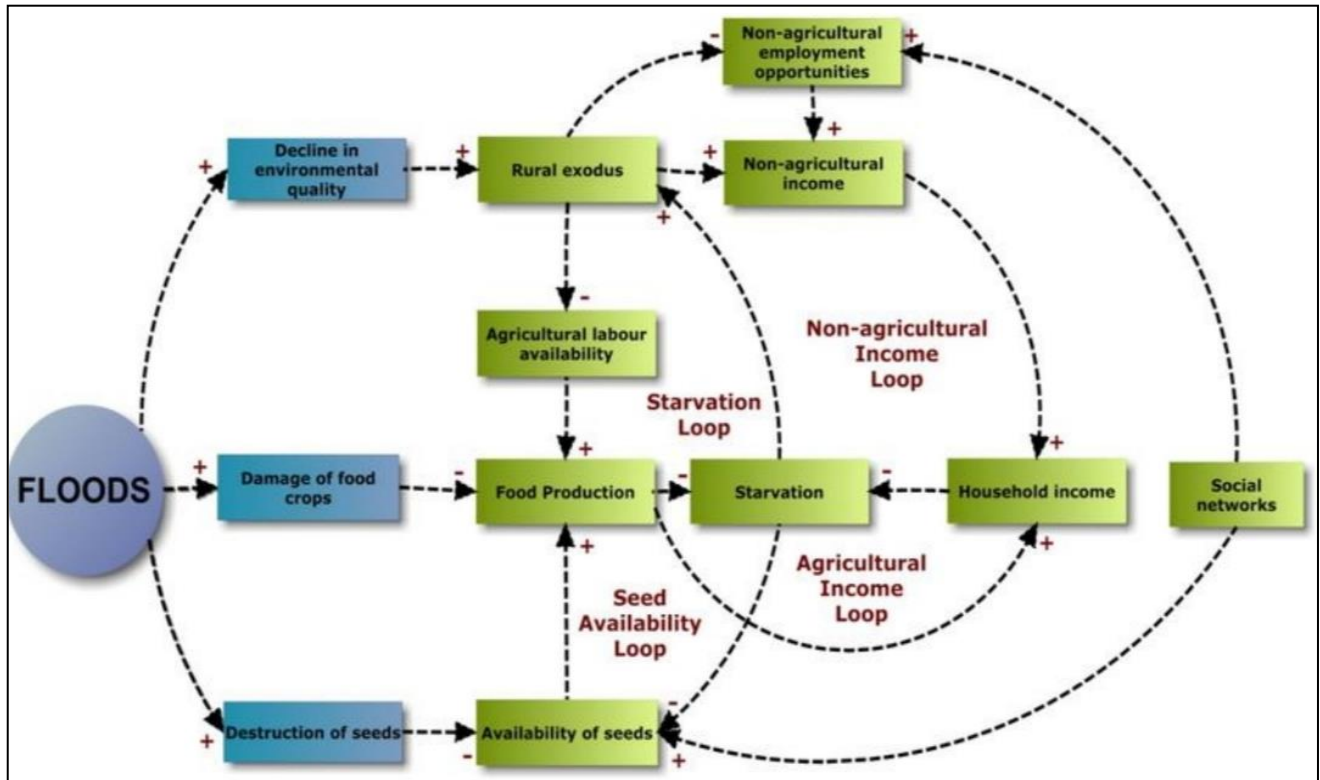 Non-agricultural
employment
opportunities
-
+
Decline in
environmental
quality
+
+
Rural exodus
+
+
Non-agricultural
income
+
-
Agricultural labour
availability
Non-agricultural
Income
Loop
Starvation
Loop
FLOODS
+
Damage of food
crops
-
+
Food Production
-
Starvation
-
+
Household income
Social
networks
+
+
Agricultural
Income
Loop
Seed
Availability
Loop
+
Destruction of seeds
-
Availability of seeds
-
+